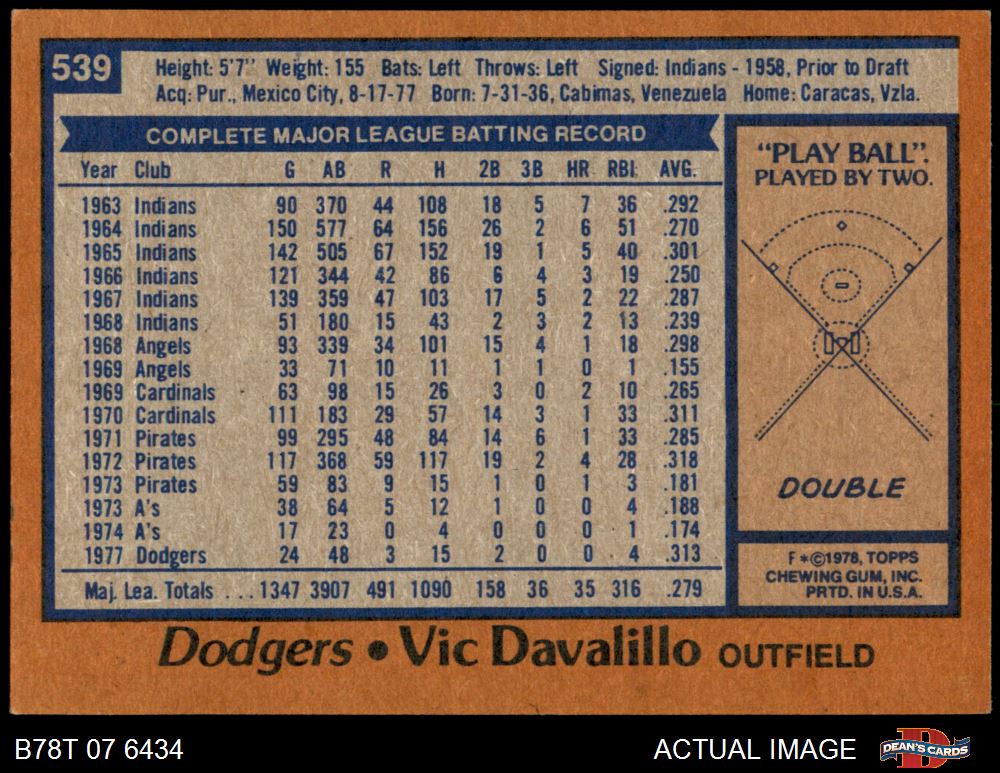 539
Height: 5'7" Weight: 155 Bats: Left Throws: Left Signed: Indians - 1958, Prior to Draft
Acq: Pur., Mexico City, 8-17-77 Born: 7-31-36, Cabimas, Venezuela Home: Caracas, Vzla.
COMPLETE MAJOR LEAGUE BATTING RECORD
Year Club G AB R H 2B 3B HR RBI. AVG.
1963 Indians 90 370 44 108 18 5 7 36 .292
1964 Indians 150 577 64 156 26 2 6 51 .270
1965 Indians 142 505 67 152 19 1 5 40 .301
1966 Indians 121 344 42 86 6 4 3 19 .250
1967 Indians 139 359 47 103 17 5 2 22 .287
1968 Indians 51 180 15 43 2 3 2 13 .239
1968 Angels 93 339 34 101 15 4 1 18 .298
1969 Angels 33 71 10 11 1 1 0 1 .155
1969 Cardinals 63 98 15 26 3 0 2 10 .265
1970 Cardinals 111 183 29 57 14 3 1 33 .311
1971 Pirates 99 295 48 84 14 6 1 33 .285
1972 Pirates 117 368 59 117 19 2 4 28 .318
1973 Pirates 59 83 9 15 1 0 1 3 .181
1973 A's 38 64 5 12 1 0 0 4 .188
1974 A's 17 23 0 4 0 0 0 1 .174
1977 Dodgers 24 48 3 15 2 0 0 4 .313
Maj. Lea. Totals ... 1347 3907 491 1090 158 36 35 316 .279
"PLAY BALL".
PLAYED BY TWO.
DOUBLE
F *©1978, TOPPS
CHEWING GUM, INC.
PRTD. IN U.S.A.
Dodgers • Vic Davalillo OUTFIELD
B78T 07 6434
ACTUAL IMAGE
DEAN'S CARDS